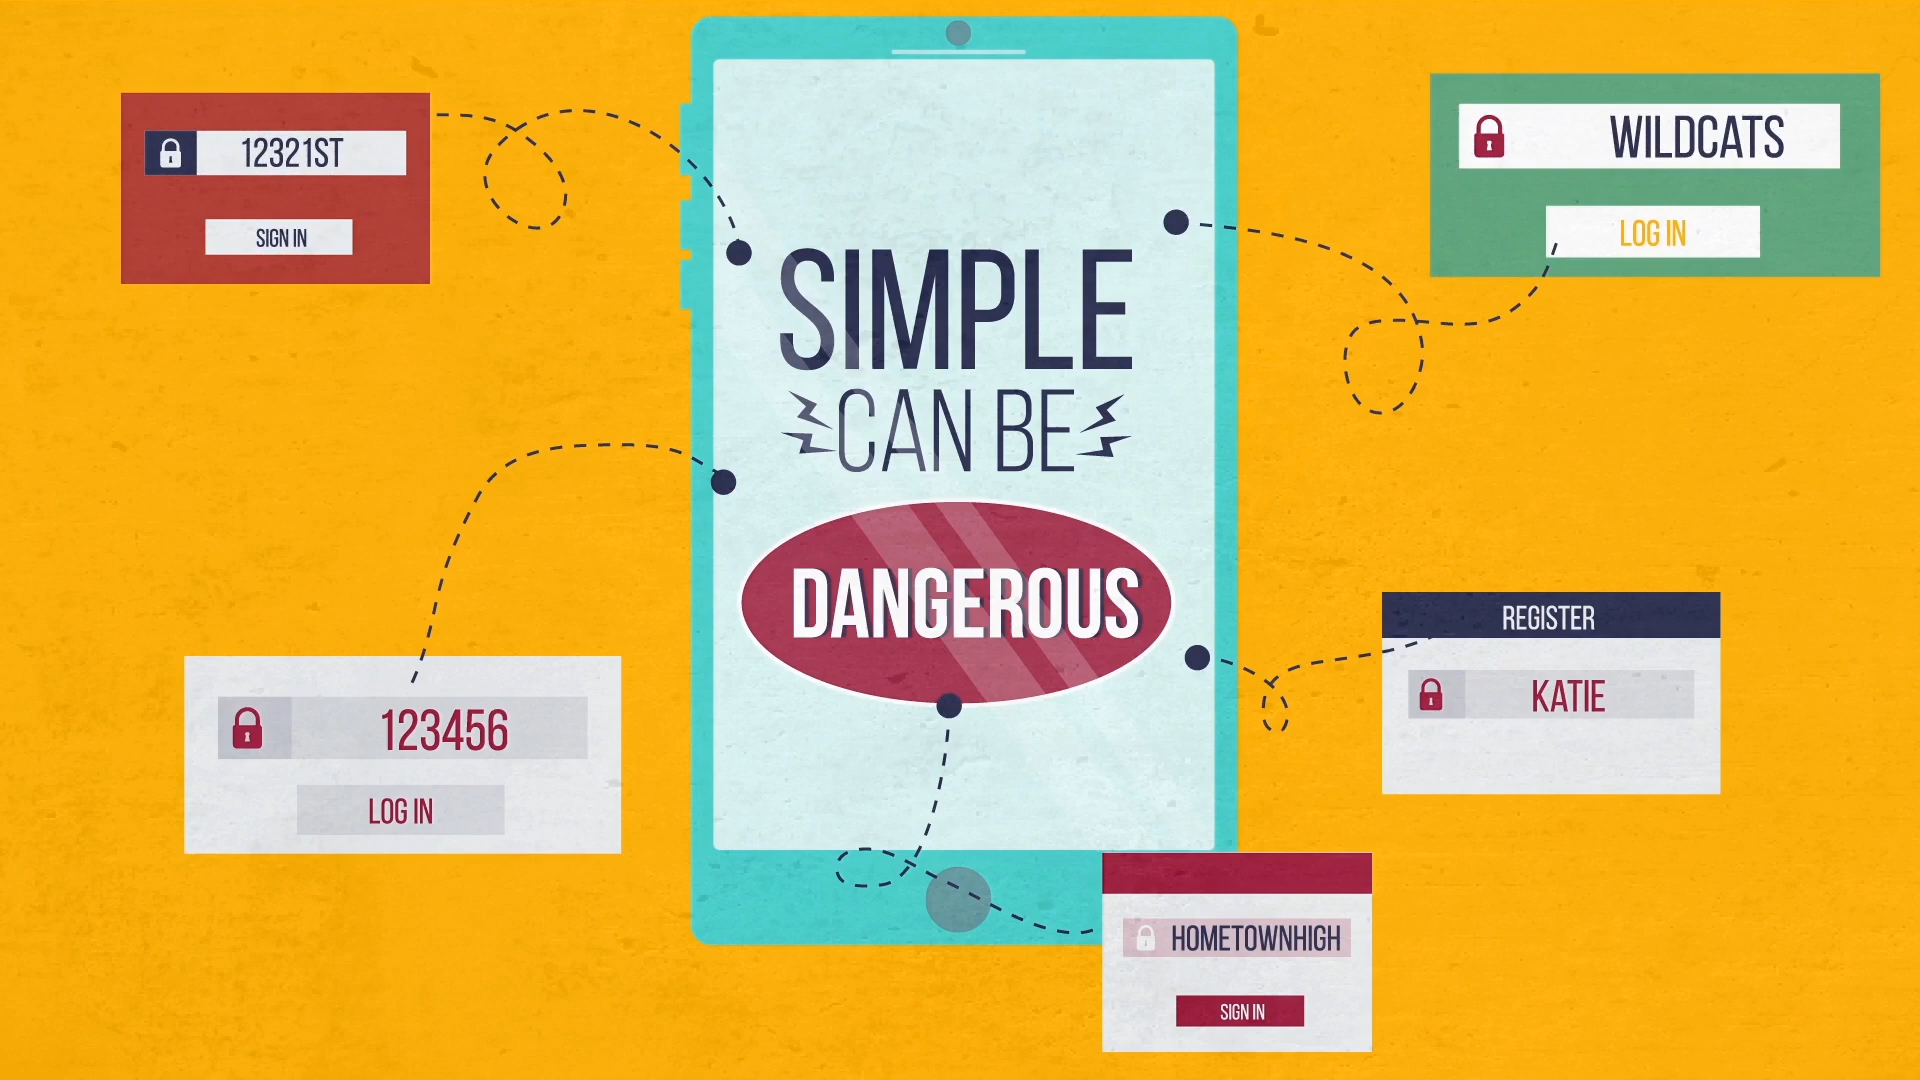 12321ST
SIGN IN
WILDCATS
LOG IN
SIMPLE
CAN BE
DANGEROUS
123456
LOG IN
REGISTER
KATIE
HOMETOWNHIGH
SIGN IN